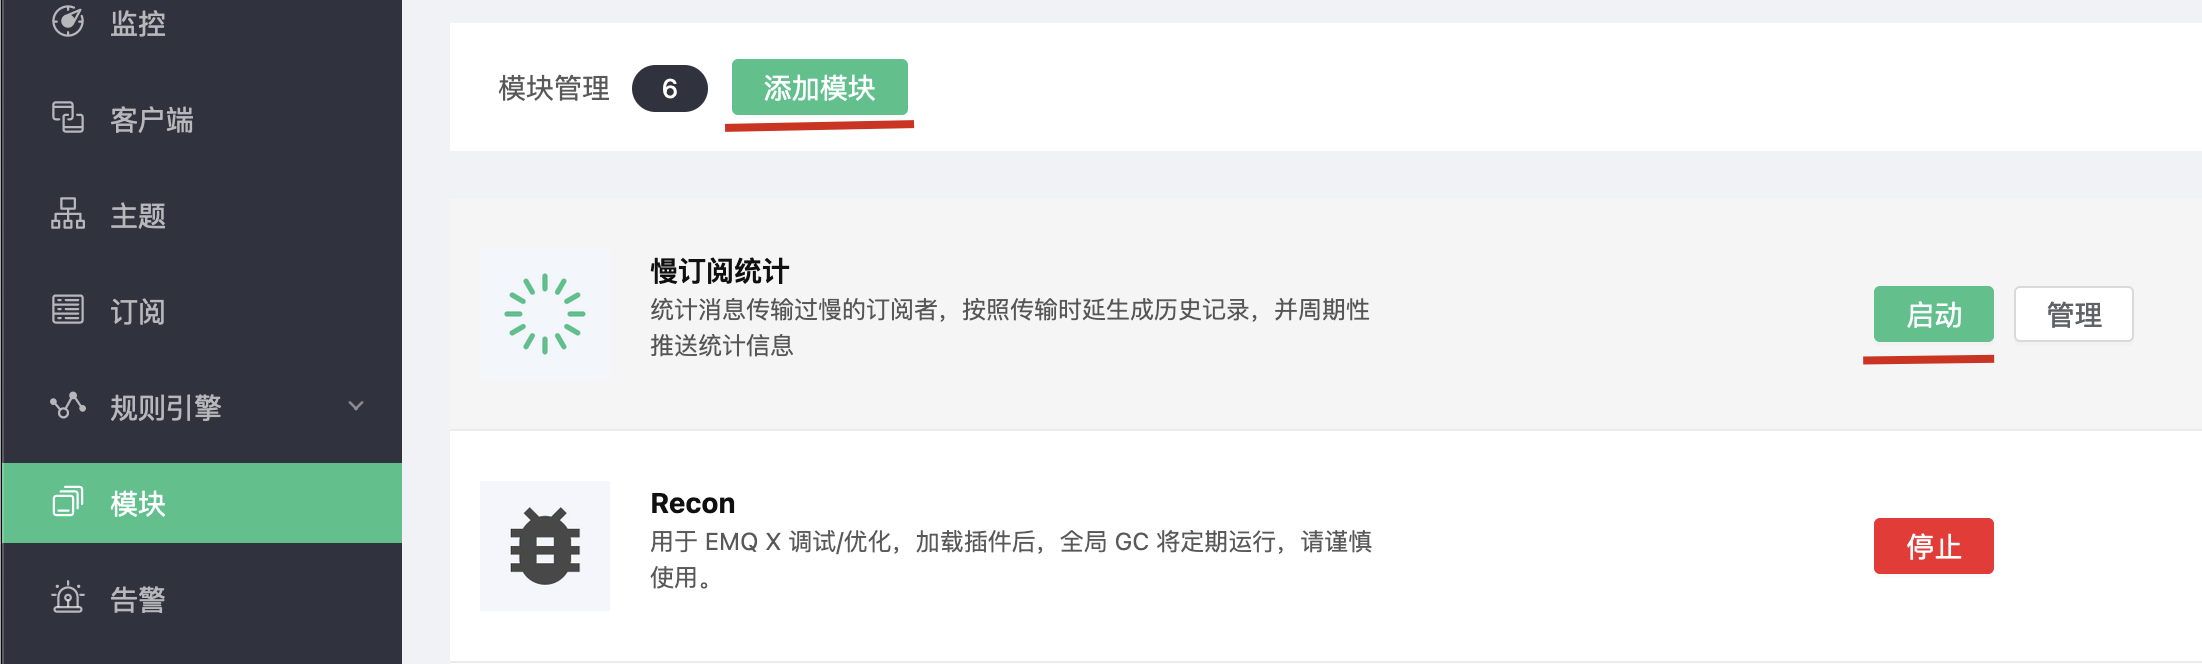 监控
客户端
主题
订阅
规则引擎
模块
告警
模块管理 6 添加模块
慢订阅统计
统计消息传输过慢的订阅者，按照传输时延生成历史记录，并周期性
推送统计信息
启动 管理
Recon
用于 EMQ X 调试/优化，加载插件后，全局 GC 将定期运行，请谨慎
使用。
停止